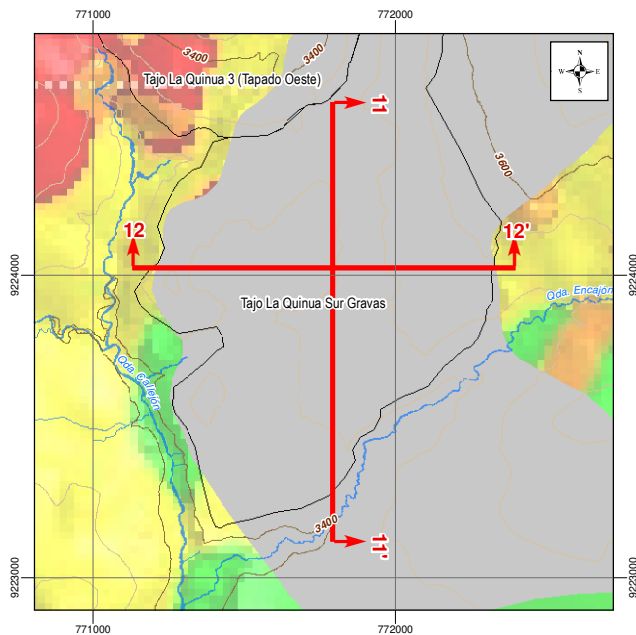 771000
772000
3400
3400
Tajo La Quinua 3 (Tapado Oeste)
N
W E
S
11
3600
12
12'
9224000
9224000
Qda. Encajón
Tajo La Quinua Sur Gravas
Qda. Callejón
3400
11'
9223000
9223000
771000
772000